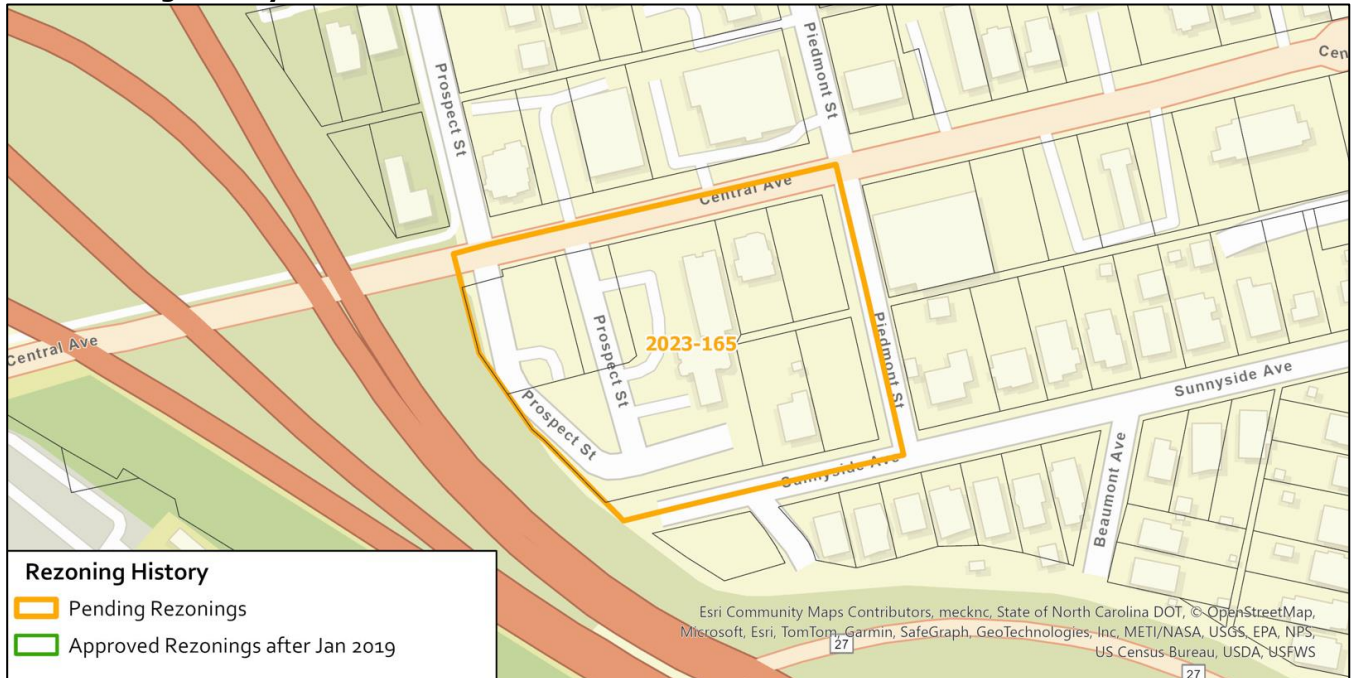 Prospect St
Piedmont St
Cen
Central Ave
Central Ave
2023-165
Prospect St
Piedmont St
Prospect St
Sunnyside Ave
Sunnyside Ave
Beaumont Ave
Rezoning History
Pending Rezonings
Approved Rezonings after Jan 2019
Esri Community Maps Contributors, mecknc, State of North Carolina DOT, © OpenStreetMap,
Microsoft, Esri, TomTom, Garmin, SafeGraph, GeoTechnologies, Inc, METI/NASA, USGS, EPA, NPS,
US Census Bureau, USDA, USFWS
27
27